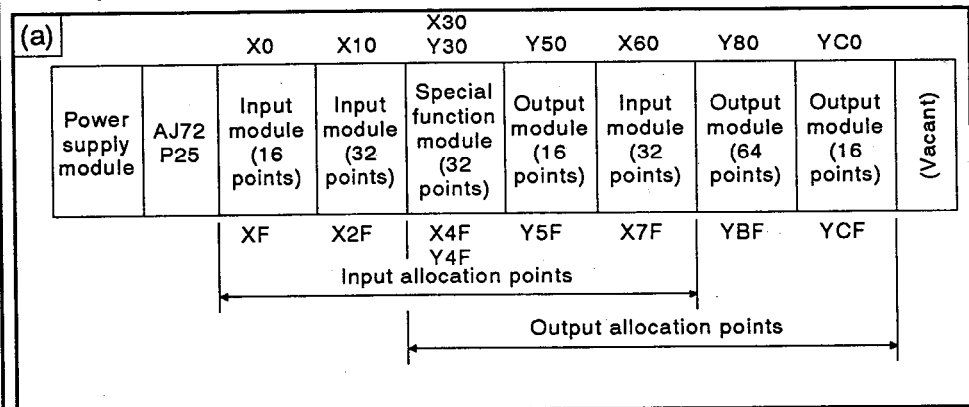 (a)
X30
X0 X10 Y30 Y50 X60 Y80 YC0
Power supply module
AJ72 P25
Input module (16 points)
Input module (32 points)
Special function module (32 points)
Output module (16 points)
Input module (32 points)
Output module (64 points)
Output module (16 points)
(Vacant)
XF X2F X4F Y5F X7F YBF YCF
Y4F
Input allocation points
Output allocation points